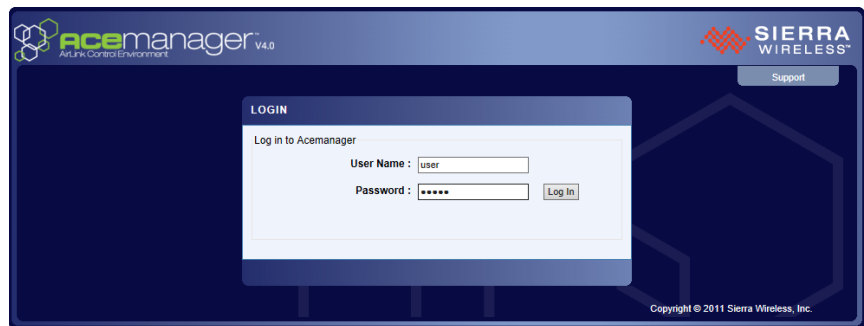 acemanager™ V4.0
AirLink Control Environment
SIERRA
WIRELESS™
Support
LOGIN
Log in to Acemanager
User Name : user
Password : •••••
Log In
Copyright © 2011 Sierra Wireless, Inc.